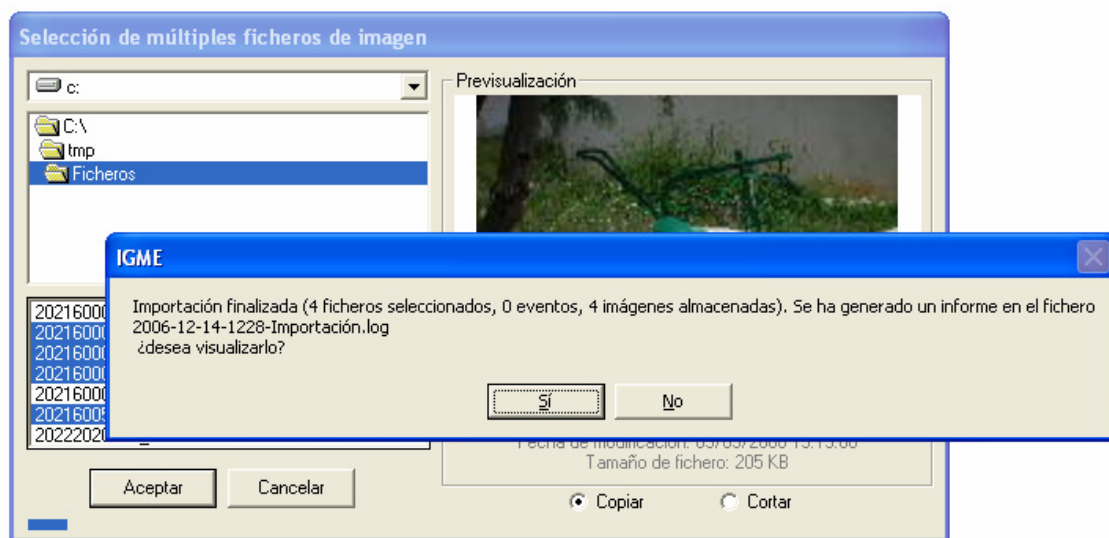 Selección de múltiples ficheros de imagen
c:
Previsualización
C:\
tmp
Ficheros
IGME
Importación finalizada (4 ficheros seleccionados, 0 eventos, 4 imágenes almacenadas). Se ha generado un informe en el fichero
2006-12-14-1228-Importación.log
¿desea visualizarlo?
Sí
No
Tamaño de fichero: 205 KB
Aceptar
Cancelar
Copiar
Cortar